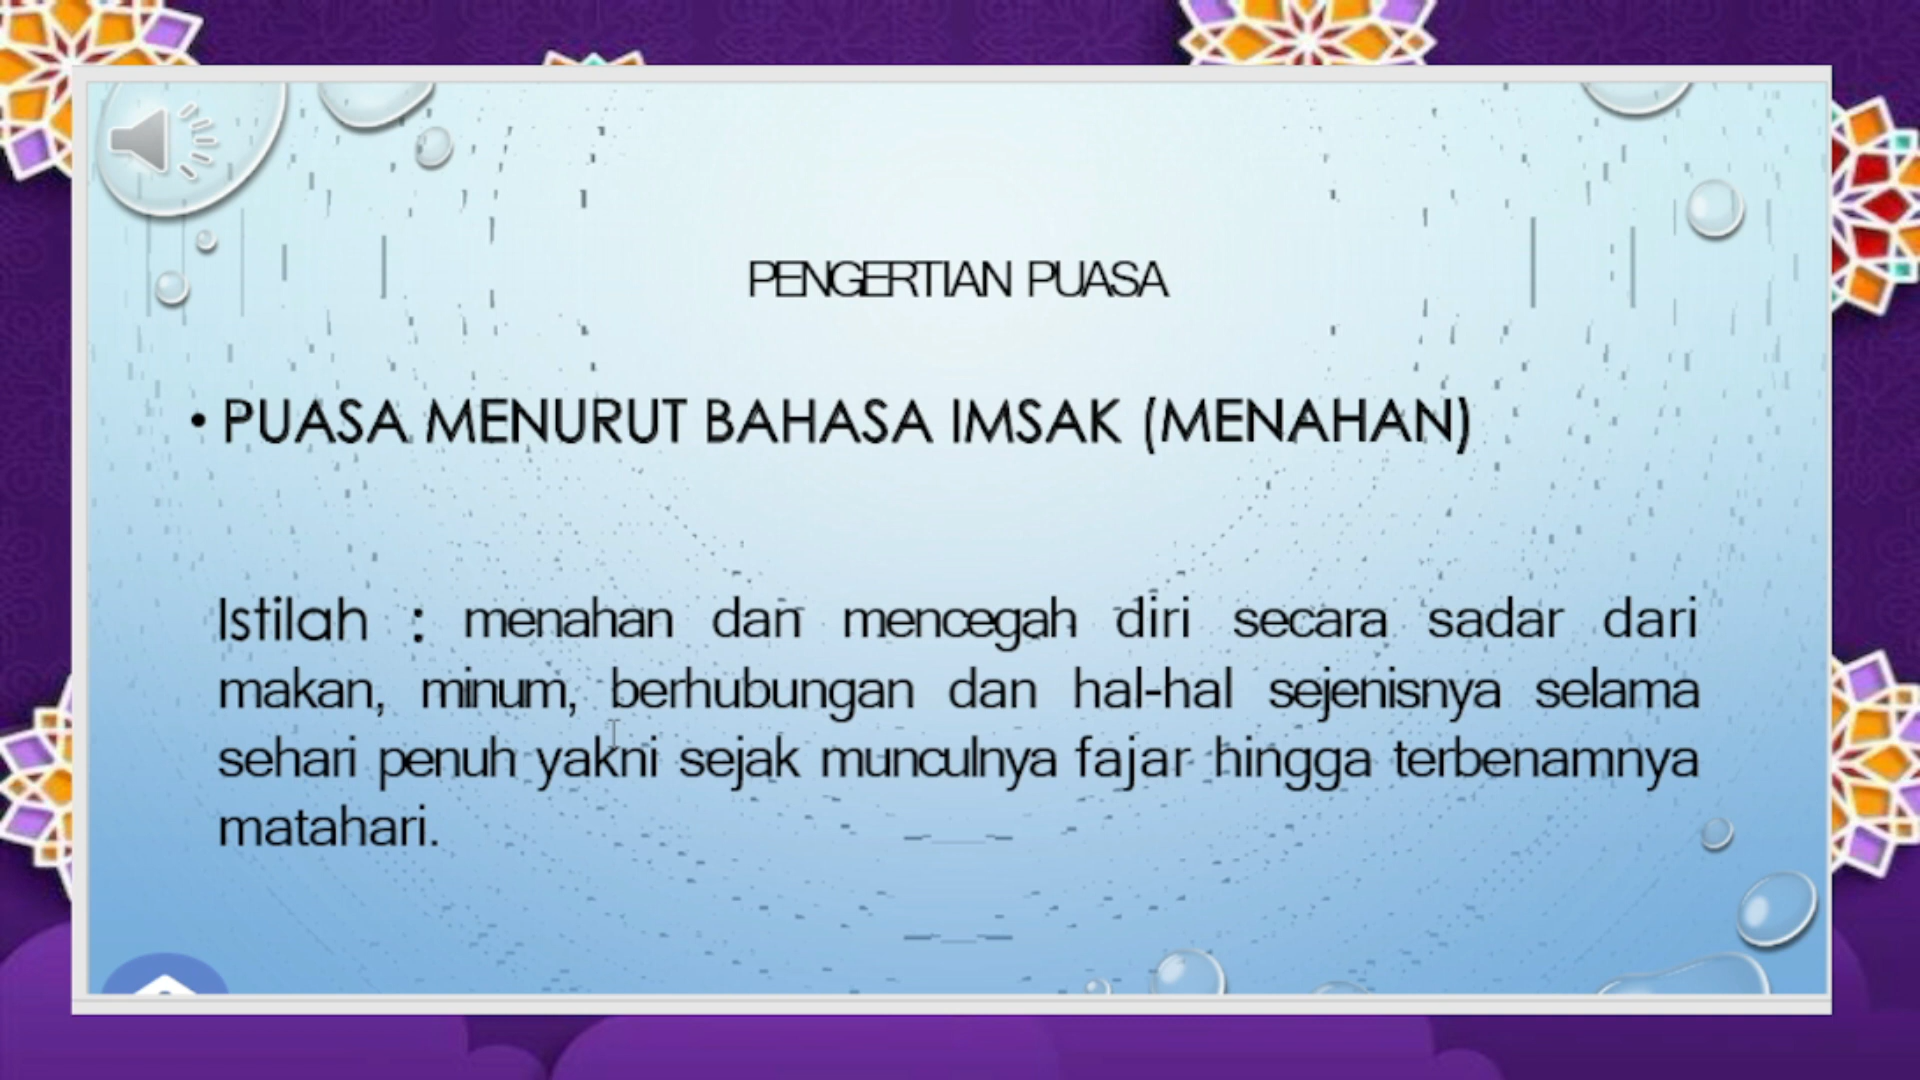 PENGERTIAN PUASA
• PUASA MENURUT BAHASA IMSAK (MENAHAN)
Istilah : menahan dan mencegah diri secara sadar dari
makan, minum, berhubungan dan hal-hal sejenisnya selama
sehari penuh yakni sejak munculnya fajar hingga terbenamnya
matahari.